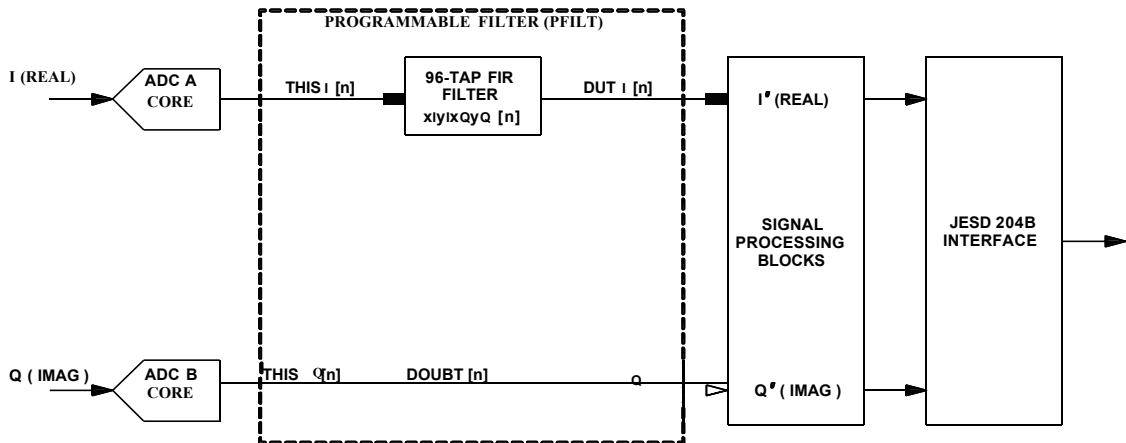 PROGRAMMABLE FILTER (PFILT)
I (REAL)
ADC A
CORE
THIS I [n]
96-TAP FIR
FILTER
xIyIxQyQ [n]
DUT I [n]
I' (REAL)
SIGNAL
PROCESSING
BLOCKS
JESD 204B
INTERFACE
Q ( IMAG )
ADC B
CORE
THIS Q[n]
DOUBT [n]
Q
Q' ( IMAG )